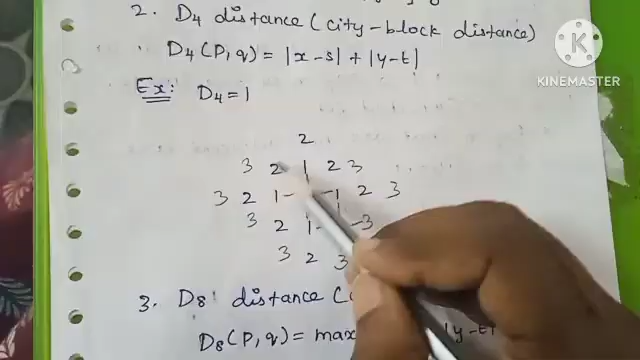 2. D4 distance (city-block distance)
D4(P,q) = |x-s| + |y-t|
Ex: D4=1
2
3 2 1 2 3
3 2 1 1 2 3
3 2 1 3
3 2 3
3. D8 distance (
D8(P,q) = max |y-t|
K
KINEMASTER